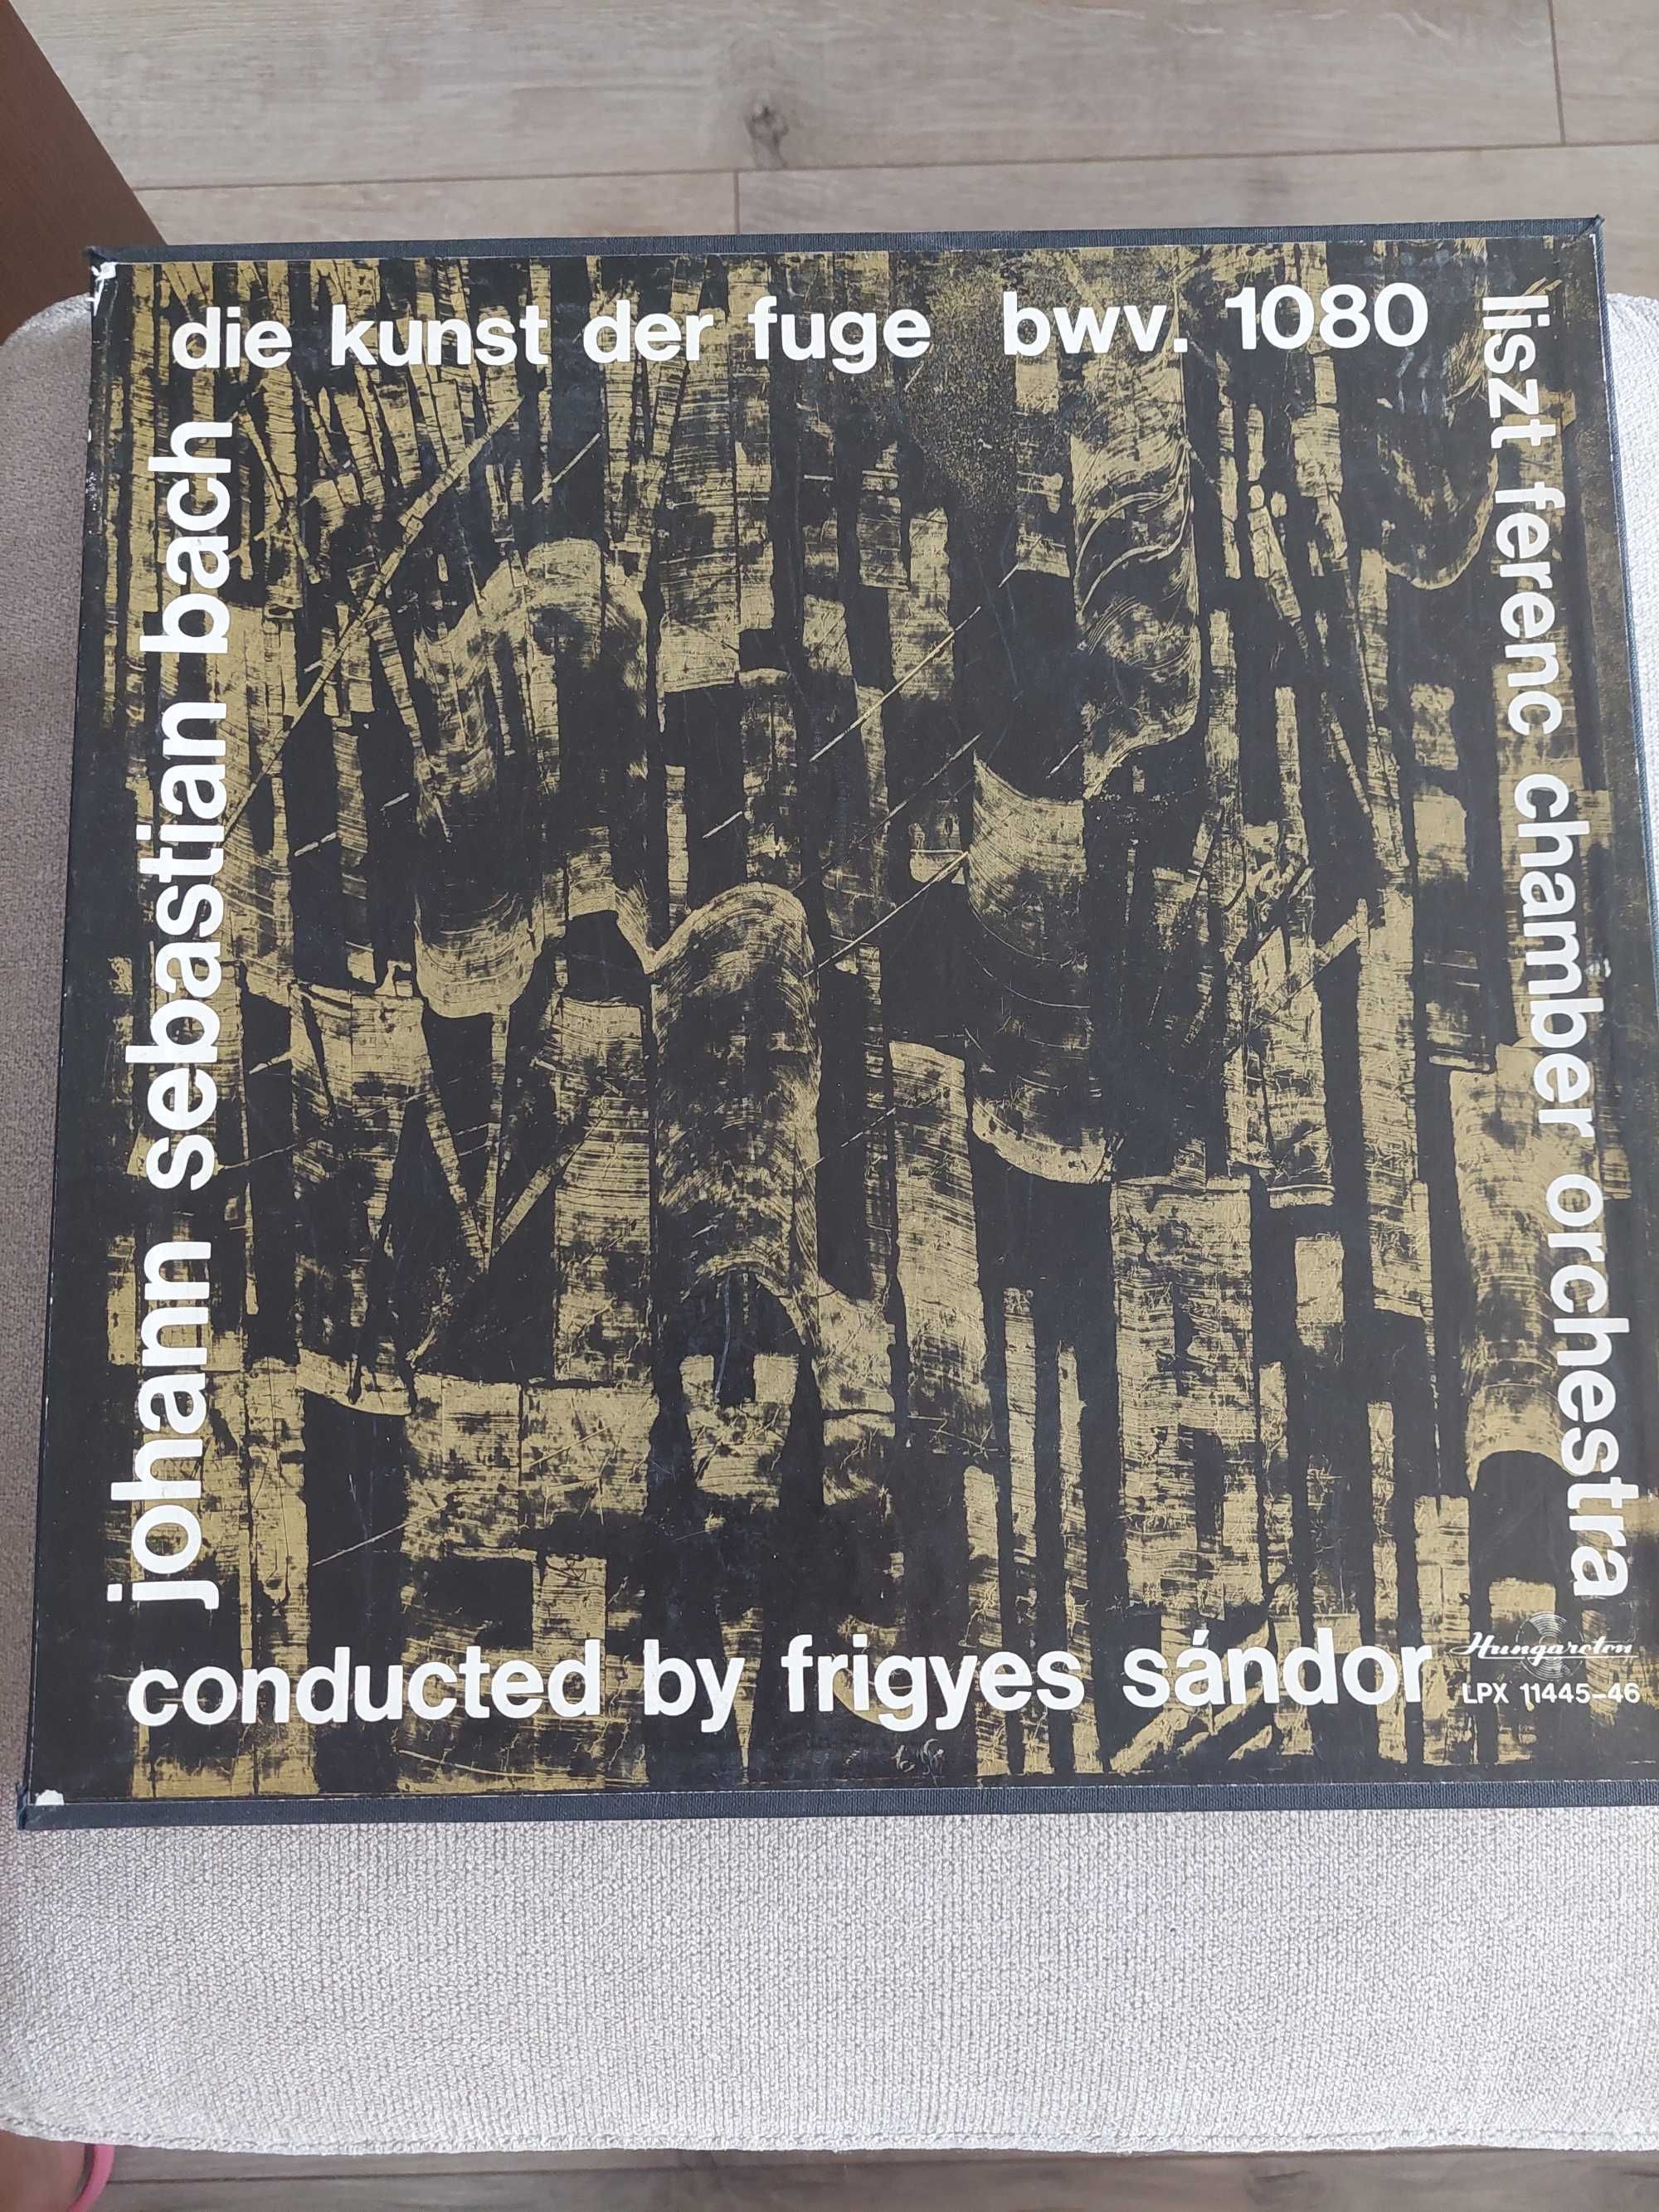 die kunst der fuge bwv. 1080
johann sebastian bach
liszt ferenc chamber orchestra
conducted by frigyes sándor
Hungaroton
LPX 11445-46